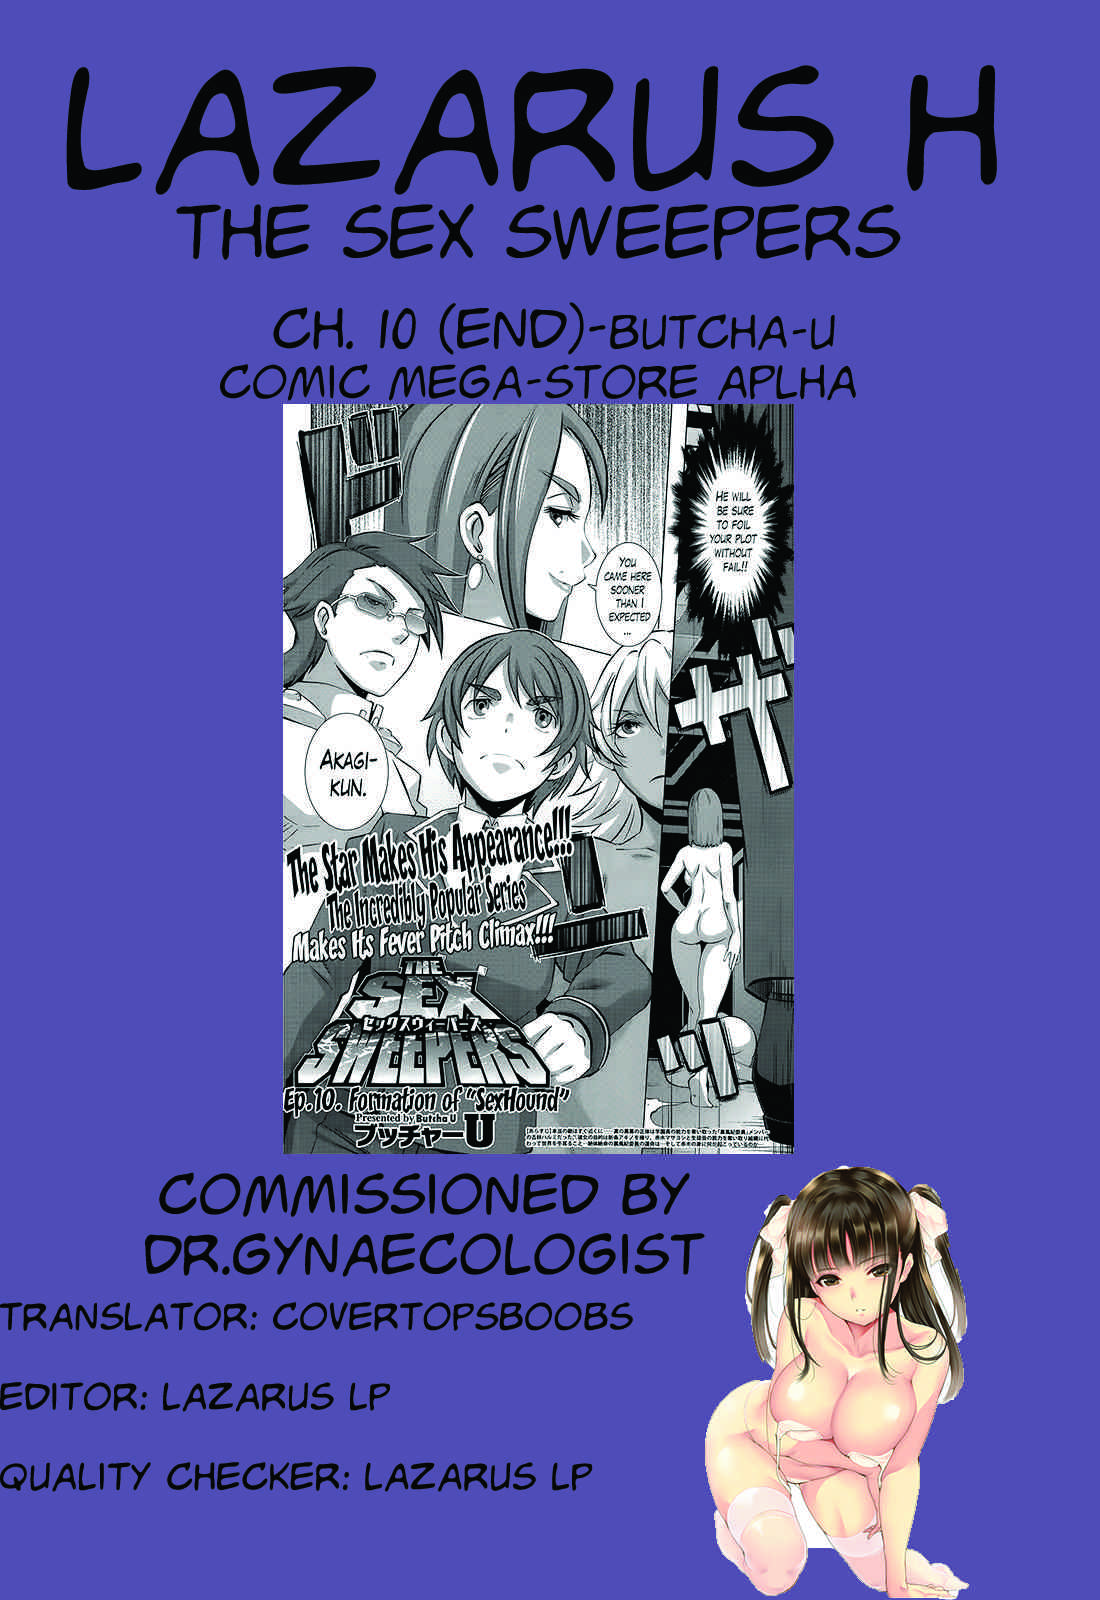 LAZARUS H
THE SEX SWEEPERS
CH. 10 (END)-BUTCHA-U
COMIC MEGA-STORE APLHA
HE WILL
BE SURE
TO FOIL
YOUR PLOT
WITHOUT
FAIL!!
YOU
CAME HERE
SOONER
THAN I
EXPECTED
...
AKAGI-
KUN.
The Star Makes His Appearance!!!
The Incredibly Popular Series
Makes Its Fever Pitch Climax!!!
THE
SEX
セックスウィーパーズ
SWEEPERS
Ep.10. Formation of "SexHound"
Presented by Butcha U
ブッチャーU
COMMISSIONED BY
DR.GYNAECOLOGIST
TRANSLATOR: COVERTOPSBOOBS
EDITOR: LAZARUS LP
QUALITY CHECKER: LAZARUS LP